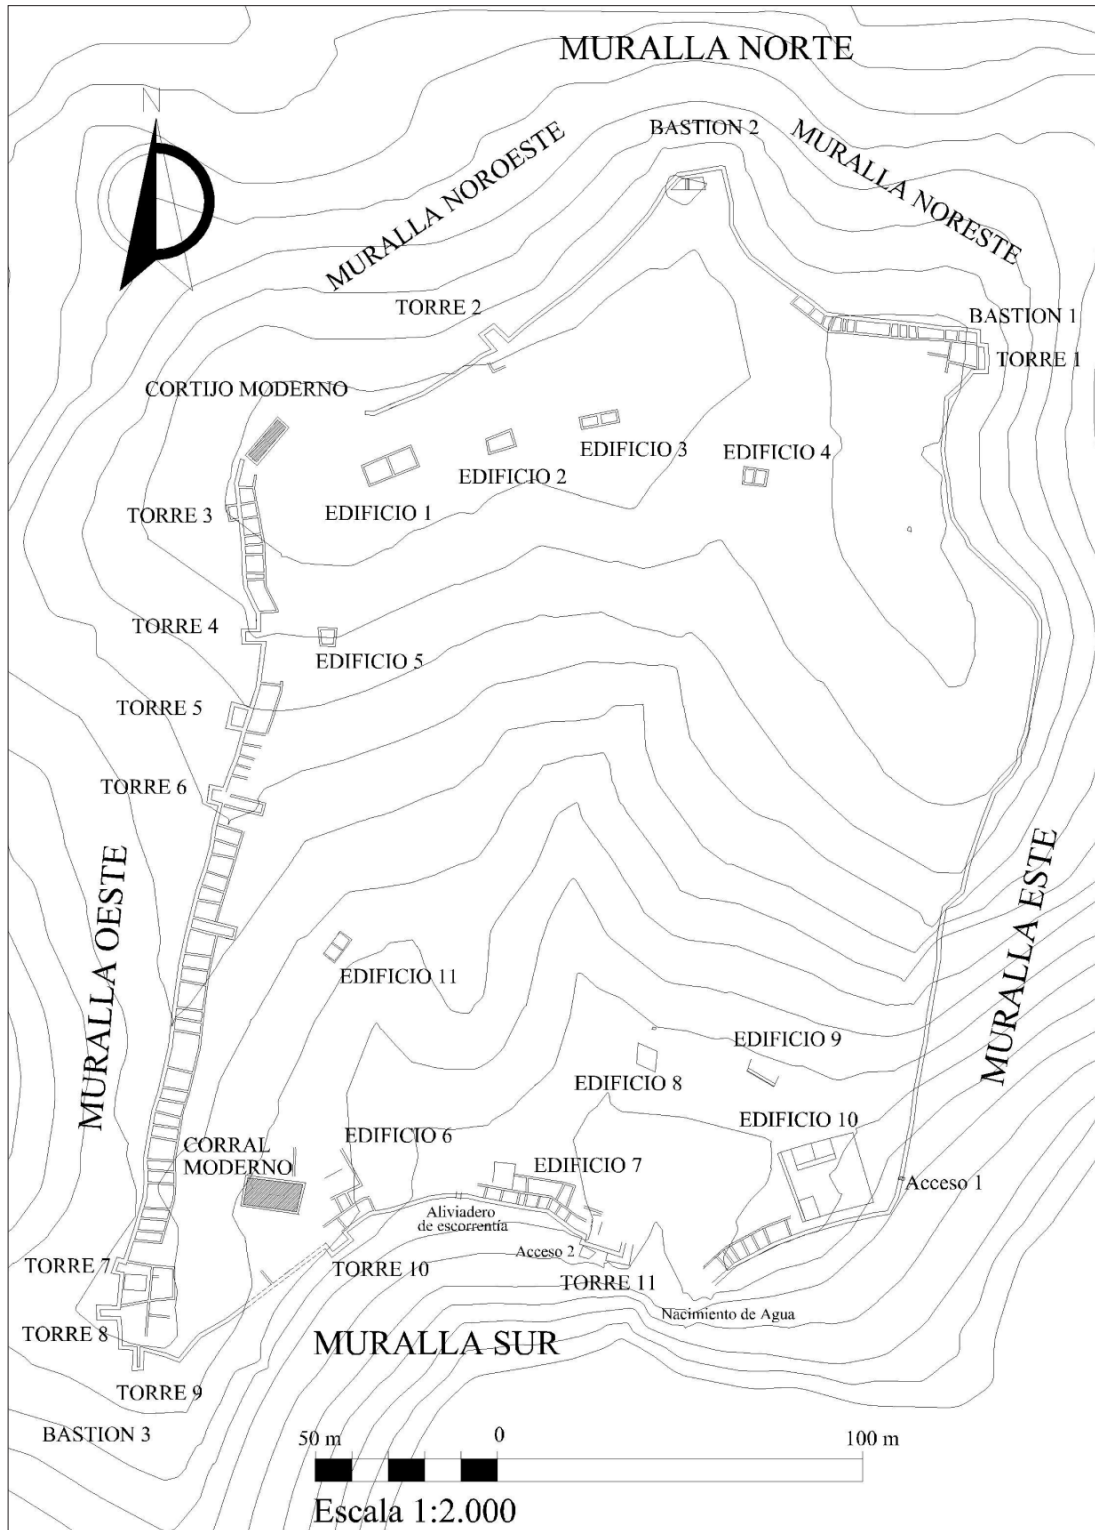 MURALLA NORTE
N
BASTION 2
MURALLA NOROESTE
MURALLA NORESTE
TORRE 2
BASTION 1
TORRE 1
CORTIJO MODERNO
EDIFICIO 3
EDIFICIO 4
EDIFICIO 2
EDIFICIO 1
TORRE 3
TORRE 4
EDIFICIO 5
TORRE 5
TORRE 6
MURALLA OESTE
MURALLA ESTE
EDIFICIO 11
EDIFICIO 9
EDIFICIO 8
EDIFICIO 10
EDIFICIO 6
CORRAL
MODERNO
EDIFICIO 7
Acceso 1
Aliviadero
de escorrentía
Acceso 2
TORRE 7
TORRE 10
TORRE 11
Nacimiento de Agua
TORRE 8
MURALLA SUR
TORRE 9
BASTION 3
50 m
0
100 m
Escala 1:2.000